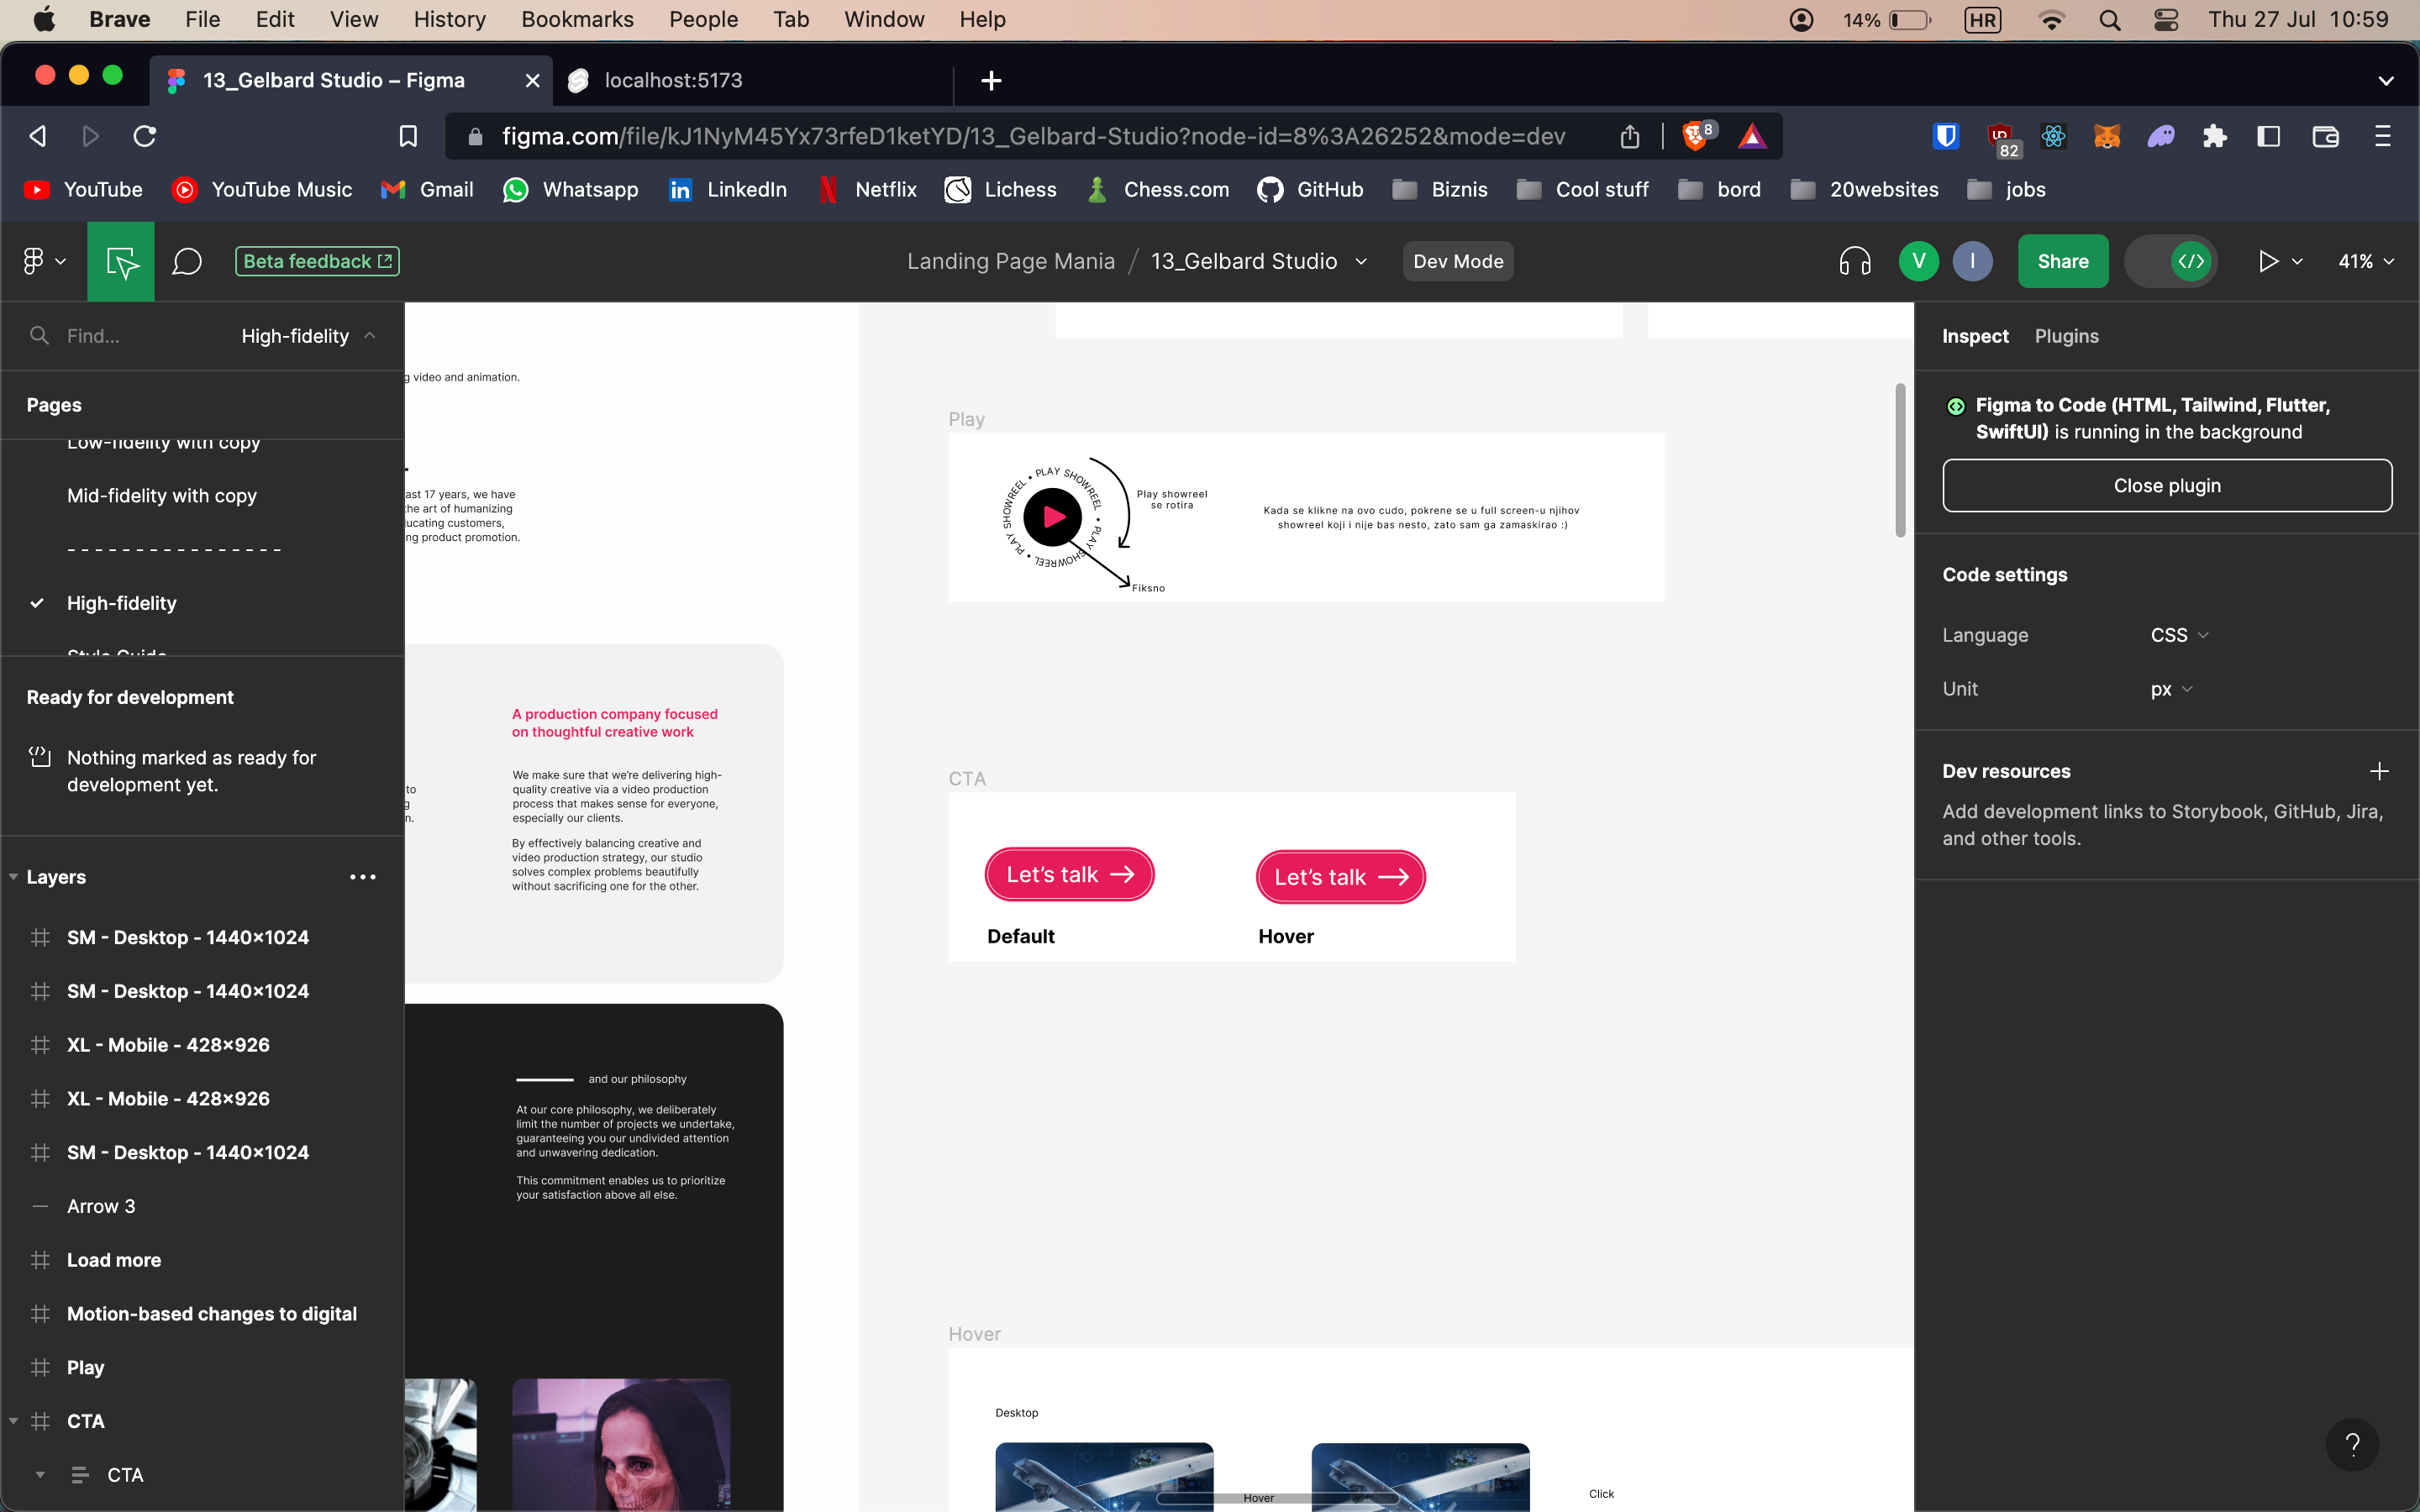 Brave File Edit View History Bookmarks People Tab Window Help 14% HR Thu 27 Jul 10:59
13_Gelbard Studio – Figma localhost:5173
figma.com/file/kJ1NyM45Yx73rfeD1ketYD/13_Gelbard-Studio?node-id=8%3A26252&mode=dev 8 82
YouTube YouTube Music Gmail Whatsapp LinkedIn Netflix Lichess Chess.com GitHub Biznis Cool stuff bord 20websites jobs
Beta feedback Landing Page Mania / 13_Gelbard Studio Dev Mode V I Share 41%
Find... High-fidelity
Pages
Low-fidelity with copy
Mid-fidelity with copy
- - - - - - - - - - - - - - - -
High-fidelity
Style Guide
Ready for development
Nothing marked as ready for
development yet.
Layers
SM - Desktop - 1440×1024
SM - Desktop - 1440×1024
XL - Mobile - 428×926
XL - Mobile - 428×926
SM - Desktop - 1440×1024
Arrow 3
Load more
Motion-based changes to digital
Play
CTA
CTA
g video and animation.
ast 17 years, we have
the art of humanizing
ucating customers,
ng product promotion.
to
g
n.
A production company focused
on thoughtful creative work
We make sure that we're delivering high-
quality creative via a video production
process that makes sense for everyone,
especially our clients.
By effectively balancing creative and
video production strategy, our studio
solves complex problems beautifully
without sacrificing one for the other.
and our philosophy
At our core philosophy, we deliberately
limit the number of projects we undertake,
guaranteeing you our undivided attention
and unwavering dedication.
This commitment enables us to prioritize
your satisfaction above all else.
Play
PLAY SHOWREEL • PLAY SHOWREEL • PLAY SHOWREEL •
Play showreel
se rotira
Fiksno
Kada se klikne na ovo cudo, pokrene se u full screen-u njihov
showreel koji i nije bas nesto, zato sam ga zamaskirao :)
CTA
Let's talk
Let's talk
Default
Hover
Hover
Desktop
Hover
Click
Inspect Plugins
Figma to Code (HTML, Tailwind, Flutter,
SwiftUI) is running in the background
Close plugin
Code settings
Language CSS
Unit px
Dev resources
Add development links to Storybook, GitHub, Jira,
and other tools.
?